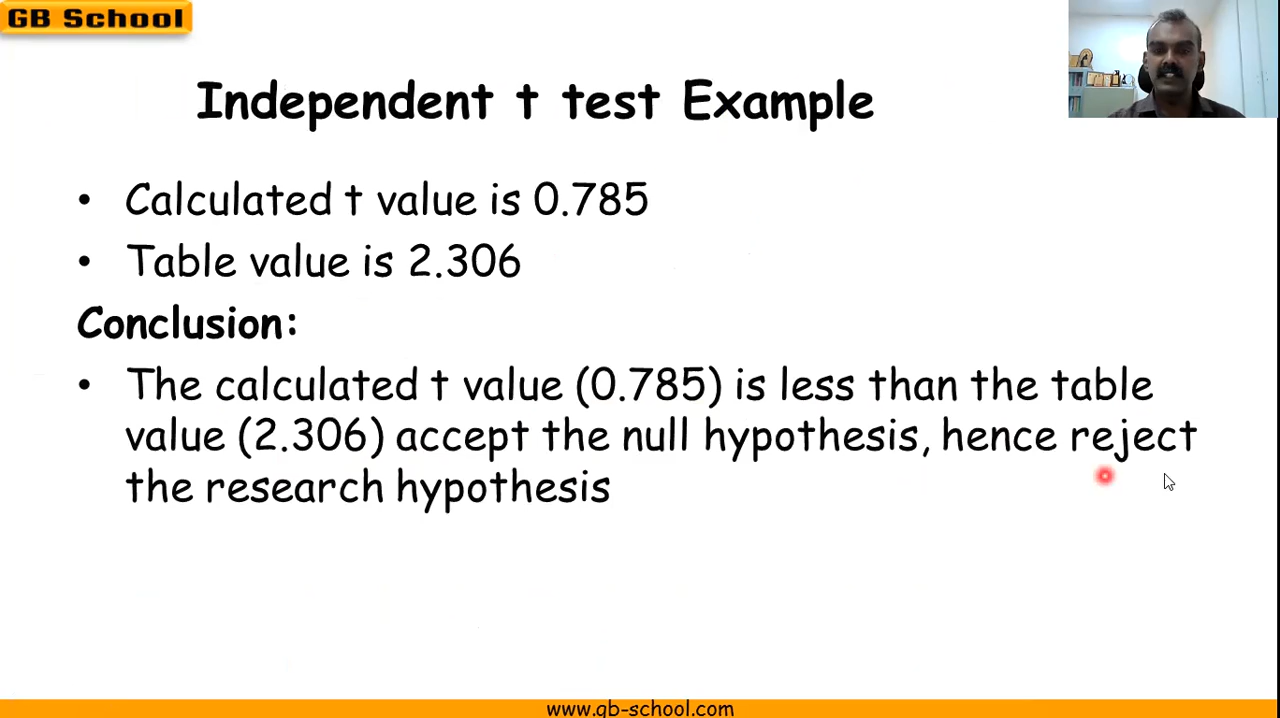 GB School
Independent t test Example
• Calculated t value is 0.785
• Table value is 2.306
Conclusion:
• The calculated t value (0.785) is less than the table
value (2.306) accept the null hypothesis, hence reject
the research hypothesis
www.gb-school.com